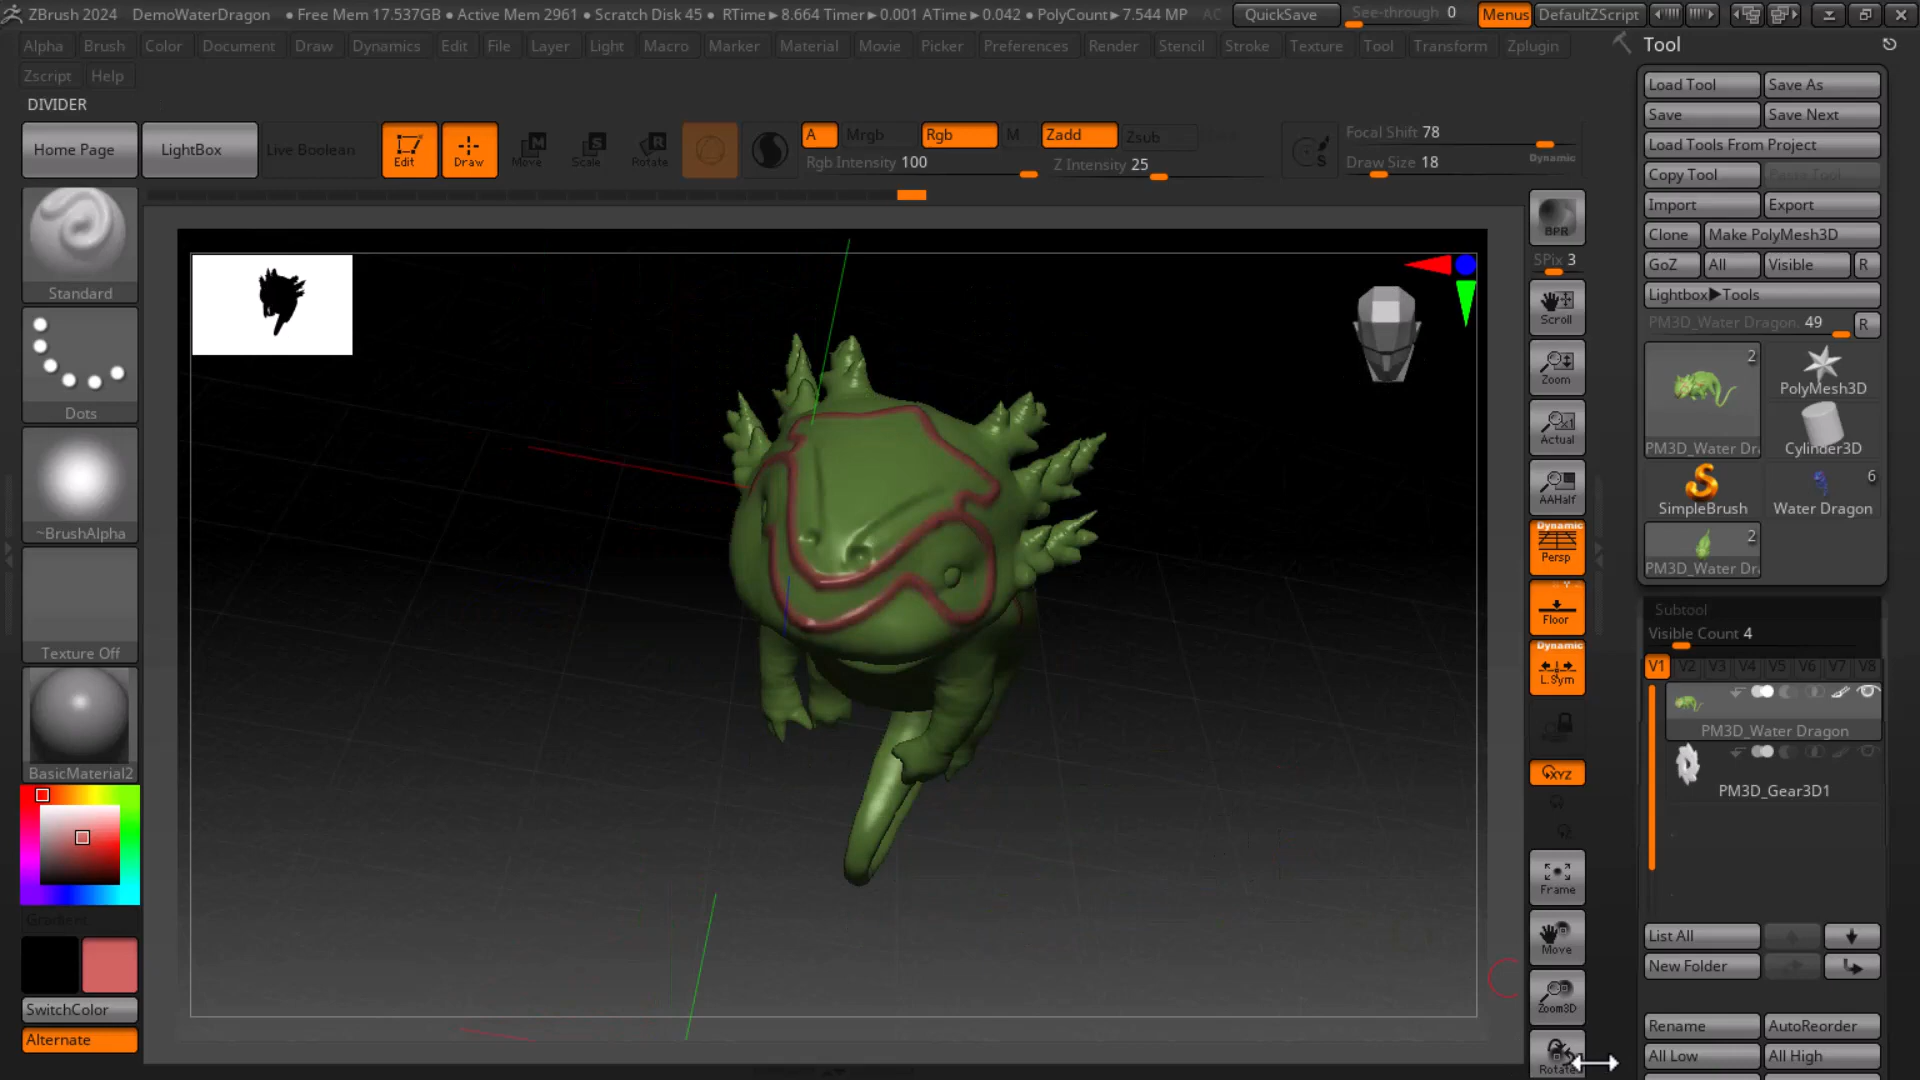 ZBrush 2024 DemoWaterDragon • Free Mem 17.537GB • Active Mem 2961 • Scratch Disk 45 • RTime►8.664 Timer►0.001 ATime►0.042 • PolyCount►7.544 MP AC QuickSave See-through 0 Menus DefaultZScript
Alpha Brush Color Document Draw Dynamics Edit File Layer Light Macro Marker Material Movie Picker Preferences Render Stencil Stroke Texture Tool Transform Zplugin
Zscript Help
DIVIDER
Home Page LightBox Live Boolean Edit Draw Move Scale Rotate
A Mrgb Rgb M Zadd Zsub
Rgb Intensity 100 Z Intensity 25
Focal Shift 78
Draw Size 18 Dynamic
Standard
Dots
~BrushAlpha
Texture Off
BasicMaterial2
Gradient
SwitchColor
Alternate
BPR
SPix 3
Scroll
Zoom
Actual
AAHalf
Dynamic
Persp
Floor
Dynamic
L.Sym
XYZ
Frame
Move
Zoom3D
Rotate
Tool
Load Tool Save As
Save Save Next
Load Tools From Project
Copy Tool Paste Tool
Import Export
Clone Make PolyMesh3D
GoZ All Visible R
Lightbox►Tools
PM3D_Water Dragon. 49 R
2
PM3D_Water Dr
PolyMesh3D
Cylinder3D
SimpleBrush
6
Water Dragon
2
PM3D_Water Dr
Subtool
Visible Count 4
V1 V2 V3 V4 V5 V6 V7 V8
PM3D_Water Dragon
PM3D_Gear3D1
List All
New Folder
Rename AutoReorder
All Low All High